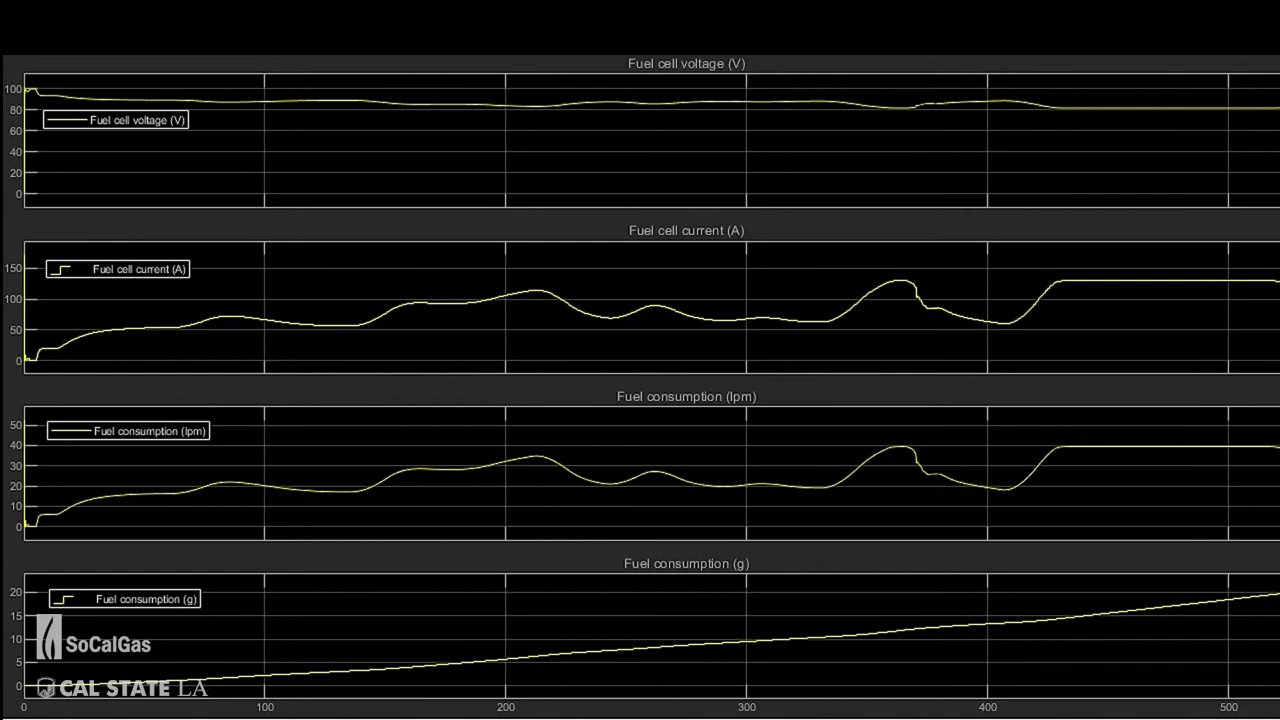 Fuel cell voltage (V)
100
80
60
40
20
0
Fuel cell voltage (V)
Fuel cell current (A)
150
100
50
0
Fuel cell current (A)
Fuel consumption (lpm)
50
40
30
20
10
0
Fuel consumption (lpm)
Fuel consumption (g)
20
15
10
5
0
Fuel consumption (g)
SoCalGas
CAL STATE LA
0 100 200 300 400 500